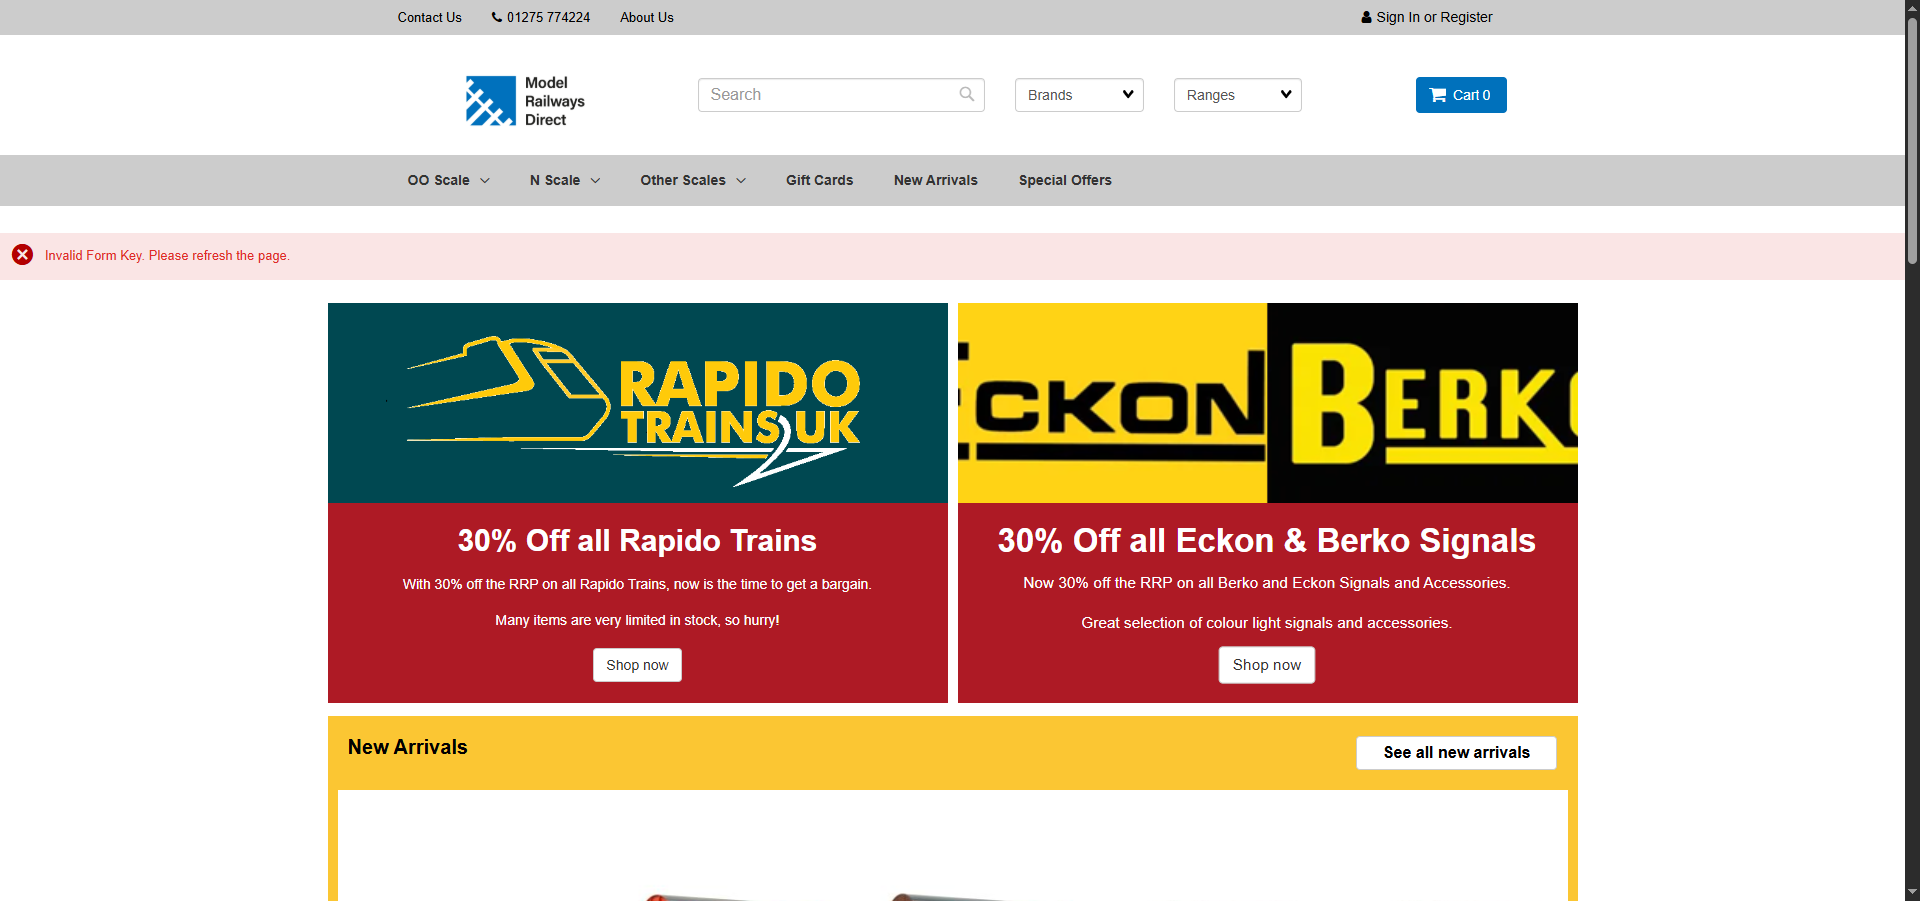 Contact Us
01275 774224
About Us
Sign In or Register
Model
Railways
Direct
Search
Brands
Ranges
Cart 0
OO Scale
N Scale
Other Scales
Gift Cards
New Arrivals
Special Offers
Invalid Form Key. Please refresh the page.
RAPIDO
TRAINS UK
ECKON
BERKO
30% Off all Rapido Trains
With 30% off the RRP on all Rapido Trains, now is the time to get a bargain.
Many items are very limited in stock, so hurry!
Shop now
30% Off all Eckon & Berko Signals
Now 30% off the RRP on all Berko and Eckon Signals and Accessories.
Great selection of colour light signals and accessories.
Shop now
New Arrivals
See all new arrivals